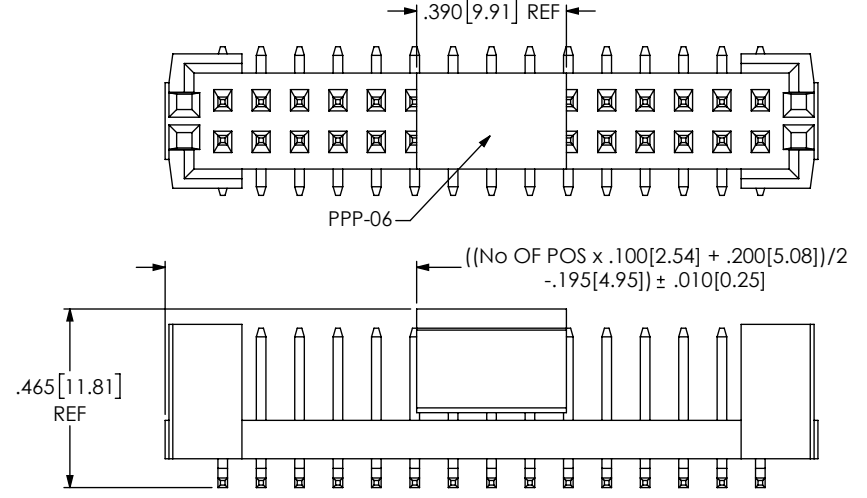 .390[9.91] REF
PPP-06
((No OF POS x .100[2.54] + .200[5.08])/2
-.195[4.95]) ± .010[0.25]
.465[11.81]
REF